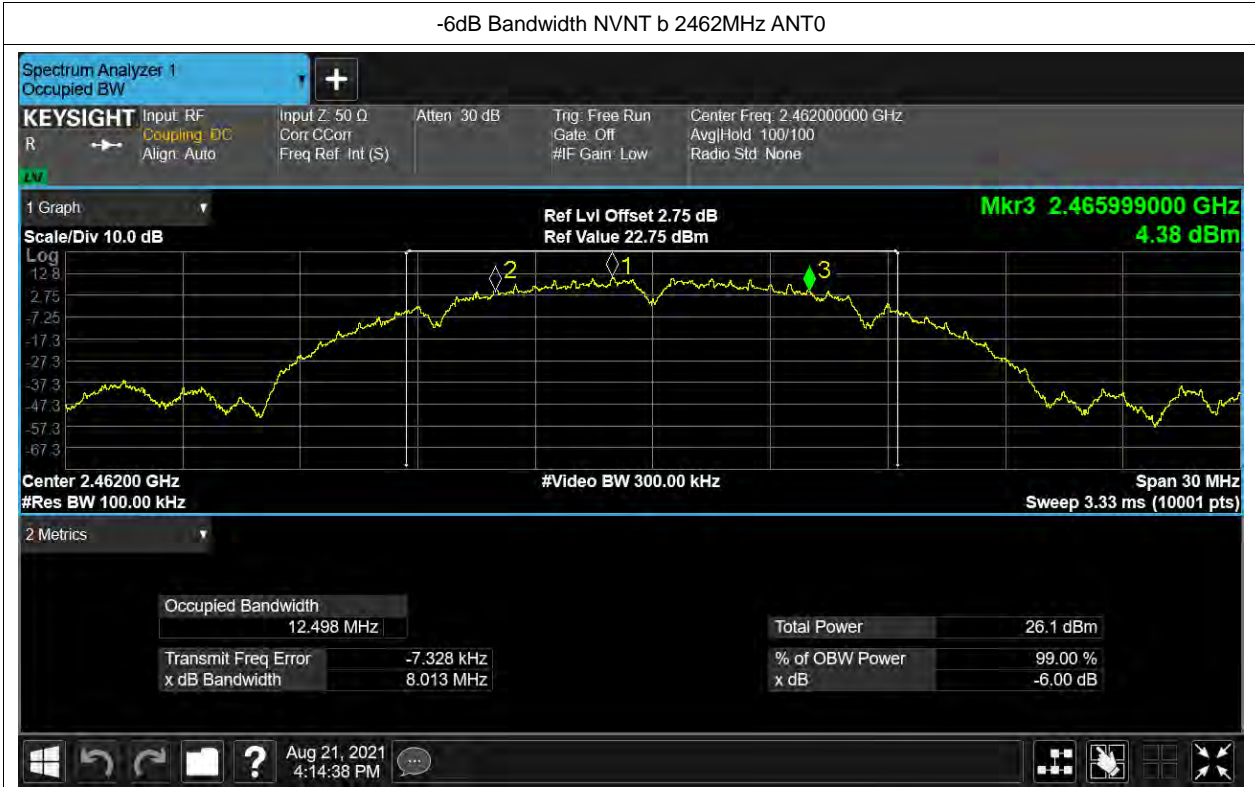 -6dB Bandwidth NVNT b 2462MHz ANT0
Spectrum Analyzer 1
Occupied BW
+
KEYSIGHT
R
LXI
Input: RF
Coupling: DC
Align: Auto
Input Z: 50 Ω
Corr CCorr
Freq Ref: Int (S)
Atten: 30 dB
Trig: Free Run
Gate: Off
#IF Gain: Low
Center Freq: 2.462000000 GHz
Avg|Hold: 100/100
Radio Std: None
1 Graph
Scale/Div 10.0 dB
Ref Lvl Offset 2.75 dB
Ref Value 22.75 dBm
Mkr3 2.465999000 GHz
4.38 dBm
Log
12.8
2.75
-7.25
-17.3
-27.3
-37.3
-47.3
-57.3
-67.3
2
1
3
Center 2.46200 GHz
#Video BW 300.00 kHz
Span 30 MHz
#Res BW 100.00 kHz
Sweep 3.33 ms (10001 pts)
2 Metrics
Occupied Bandwidth
12.498 MHz
Total Power 26.1 dBm
Transmit Freq Error -7.328 kHz
% of OBW Power 99.00 %
x dB Bandwidth 8.013 MHz
x dB -6.00 dB
?
Aug 21, 2021
4:14:38 PM